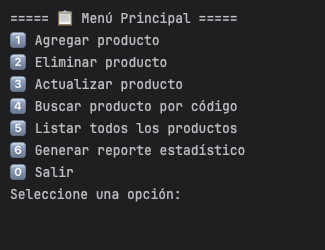 ===== 📋 Menú Principal =====
1️⃣ Agregar producto
2️⃣ Eliminar producto
3️⃣ Actualizar producto
4️⃣ Buscar producto por código
5️⃣ Listar todos los productos
6️⃣ Generar reporte estadístico
0️⃣ Salir
Seleccione una opción: